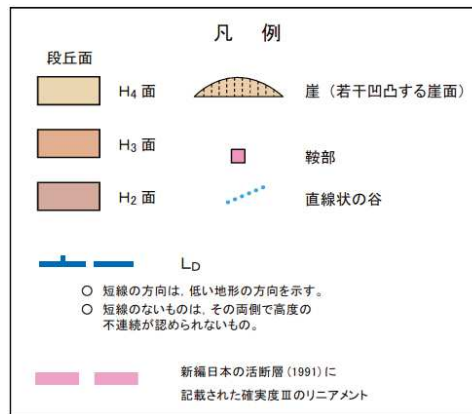 凡 例
段丘面
H4 面
崖（若干凹凸する崖面）
H3 面
鞍部
H2 面
直線状の谷
LD
○ 短線の方向は，低い地形の方向を示す。
○ 短線のないものは，その両側で高度の
不連続が認められないもの。
新編日本の活断層(1991)に
記載された確実度Ⅲのリニアメント